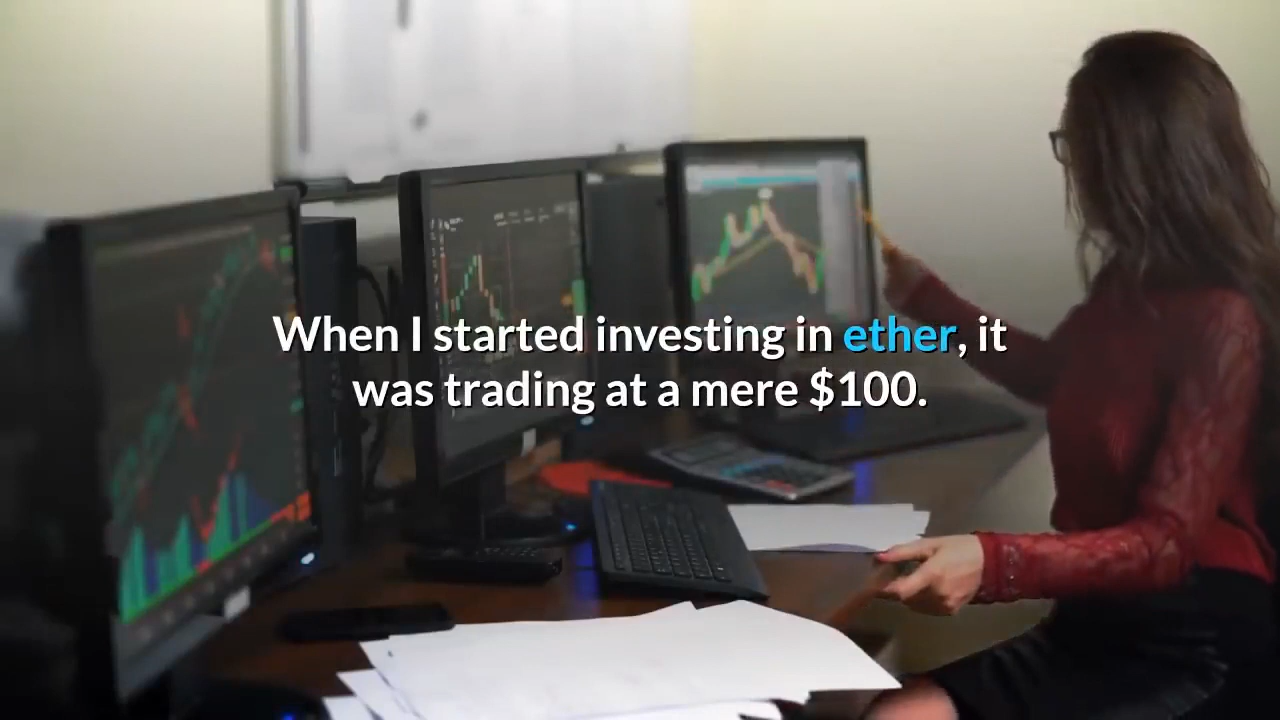 When I started investing in ether, it
was trading at a mere $100.